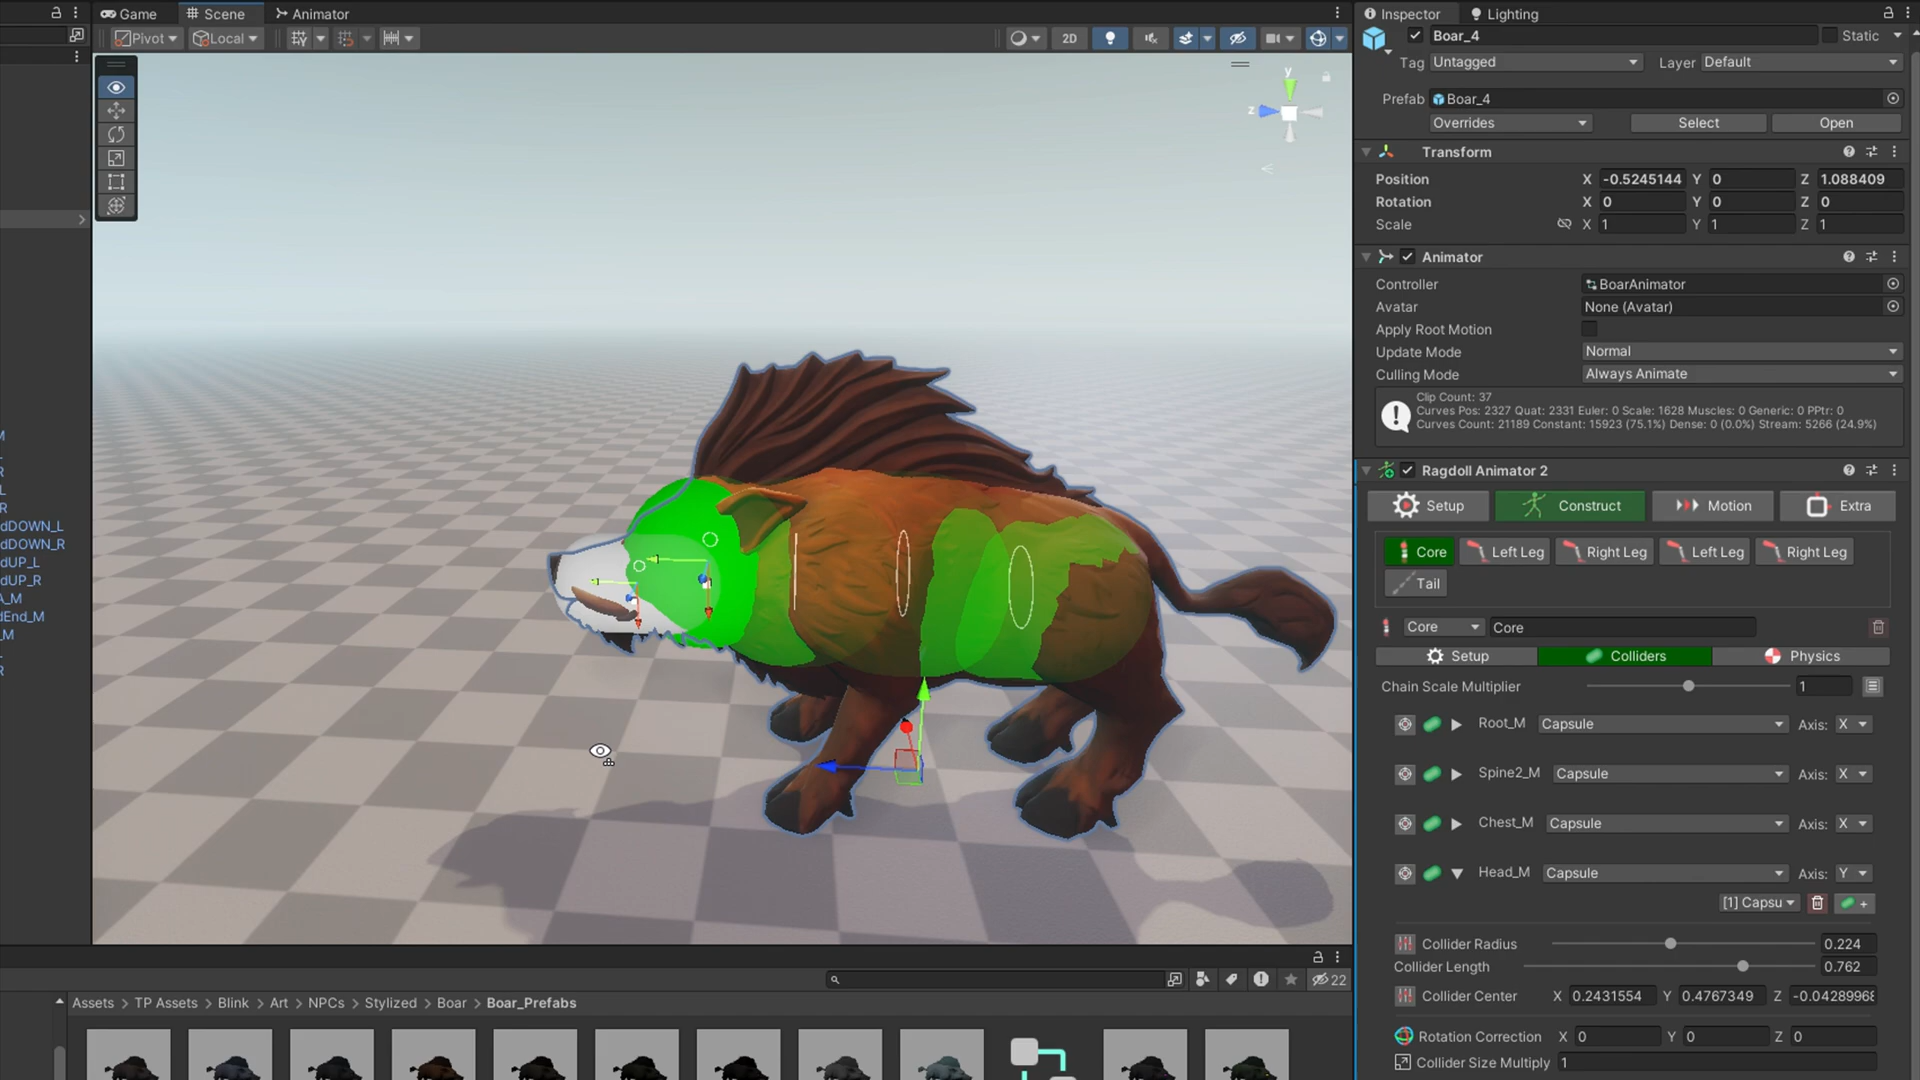 Game
Scene
Animator
Pivot
Local
2D
y
z
dDOWN_L
dDOWN_R
dUP_L
dUP_R
dEnd_M
22
Assets > TP Assets > Blink > Art > NPCs > Stylized > Boar > Boar_Prefabs
Inspector
Lighting
Boar_4
Static
Tag Untagged
Layer Default
Prefab Boar_4
Overrides
Select
Open
Transform
Position X -0.5245144 Y 0 Z 1.088409
Rotation X 0 Y 0 Z 0
Scale X 1 Y 1 Z 1
Animator
Controller BoarAnimator
Avatar None (Avatar)
Apply Root Motion
Update Mode Normal
Culling Mode Always Animate
Clip Count: 37
Curves Pos: 2327 Quat: 2331 Euler: 0 Scale: 1628 Muscles: 0 Generic: 0 PPtr: 0
Curves Count: 21189 Constant: 15923 (75.1%) Dense: 0 (0.0%) Stream: 5266 (24.9%)
Ragdoll Animator 2
Setup
Construct
Motion
Extra
Core
Left Leg
Right Leg
Left Leg
Right Leg
Tail
Core
Core
Setup
Colliders
Physics
Chain Scale Multiplier 1
Root_M Capsule Axis: X
Spine2_M Capsule Axis: X
Chest_M Capsule Axis: X
Head_M Capsule Axis: Y
[1] Capsu
+
Collider Radius 0.224
Collider Length 0.762
Collider Center X 0.2431554 Y 0.4767349 Z -0.0428996
Rotation Correction X 0 Y 0 Z 0
Collider Size Multiply 1